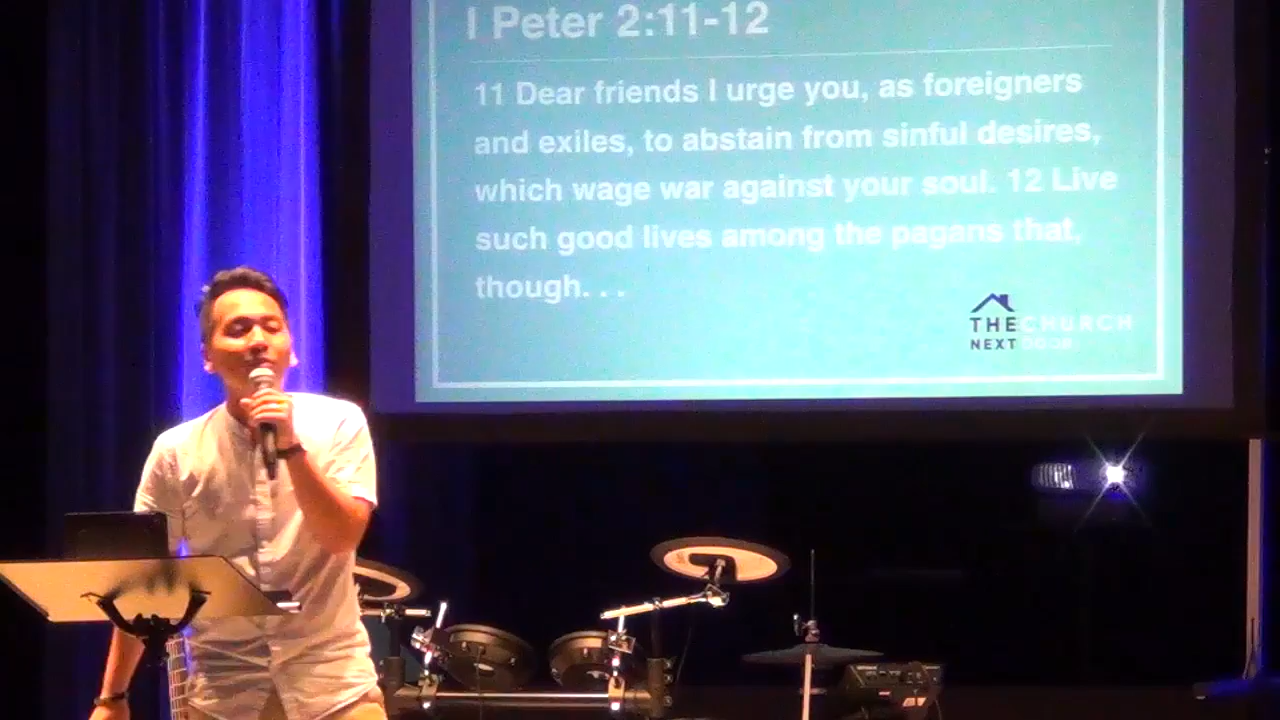 I Peter 2:11-12
11 Dear friends I urge you, as foreigners
and exiles, to abstain from sinful desires,
which wage war against your soul. 12 Live
such good lives among the pagans that,
though. . .
THE CHURCH
NEXT DOOR